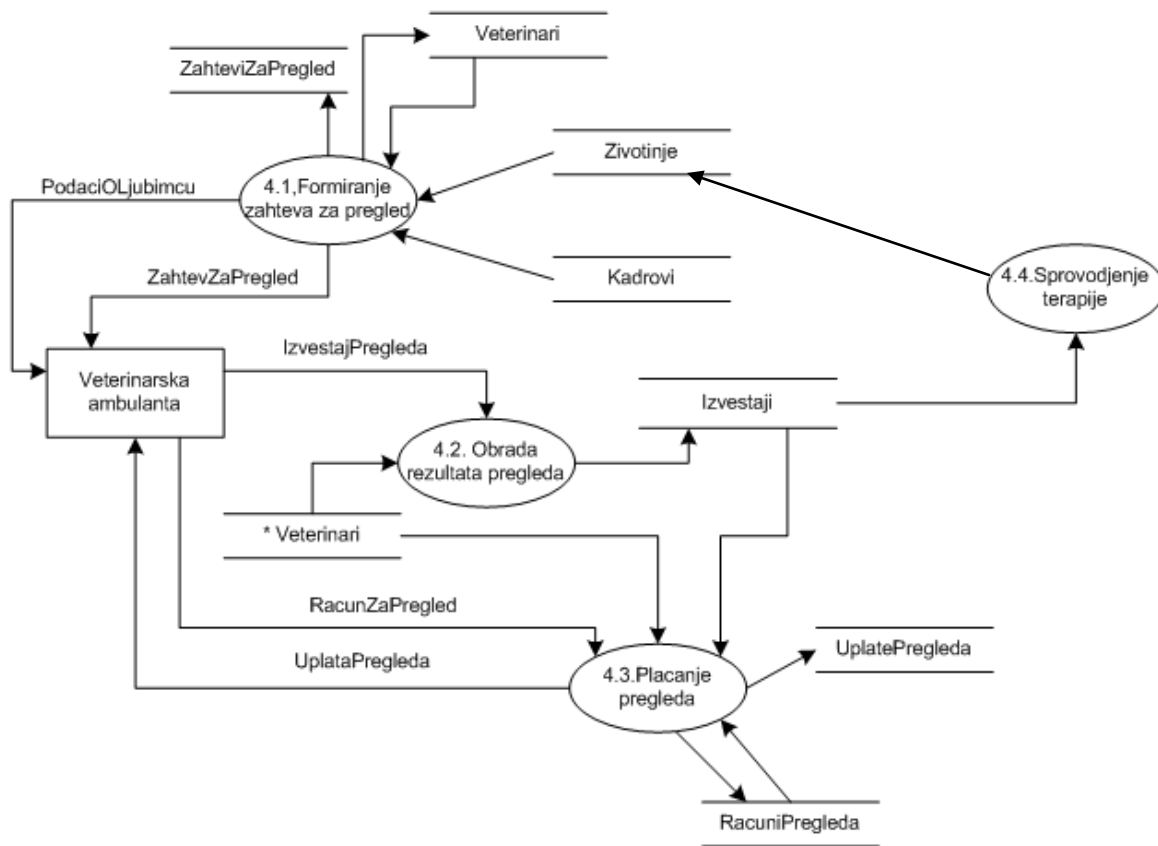 Veterinari
ZahteviZaPregled
Zivotinje
PodaciOLjubimcu
4.1,Formiranje
zahteva za pregled
ZahtevZaPregled
Kadrovi
4.4.Sprovodjenje
terapije
IzvestajPregleda
Veterinarska
ambulanta
Izvestaji
4.2. Obrada
rezultata pregleda
* Veterinari
RacunZaPregled
UplataPregleda
UplatePregleda
4.3.Placanje
pregleda
RacuniPregleda